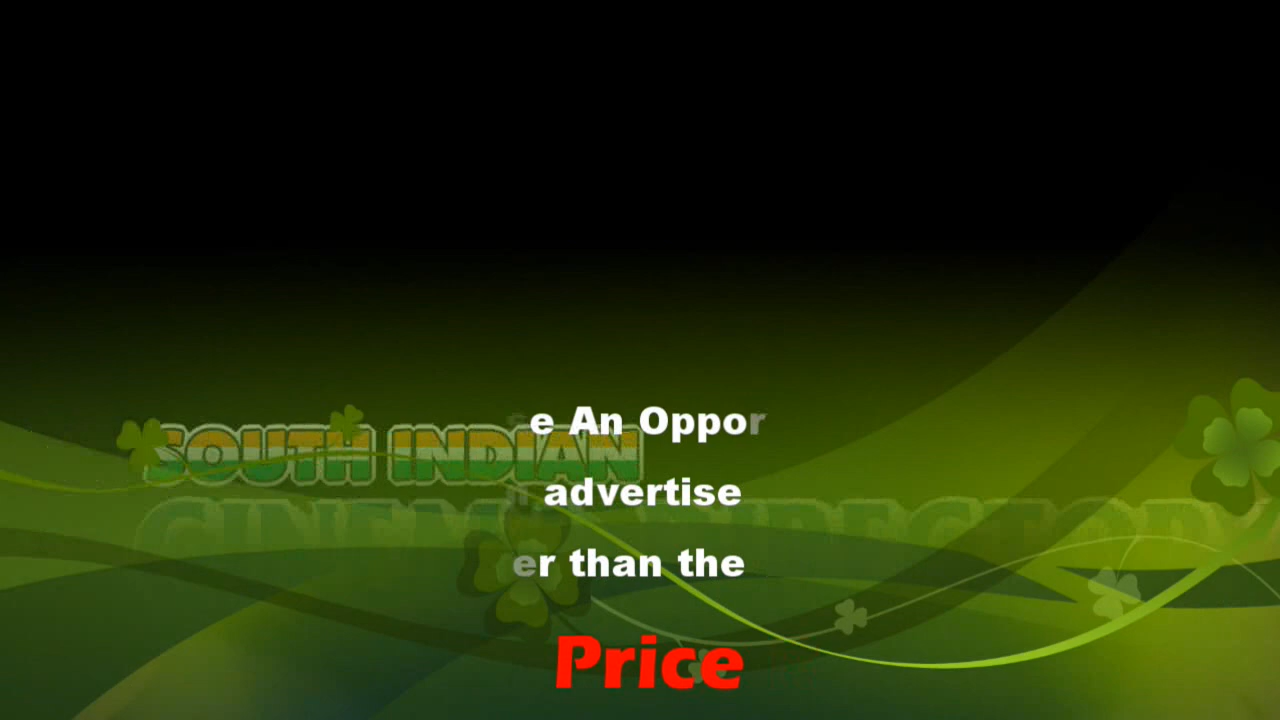 e An Oppor
SOUTH INDIAN
advertise
er than the
Price